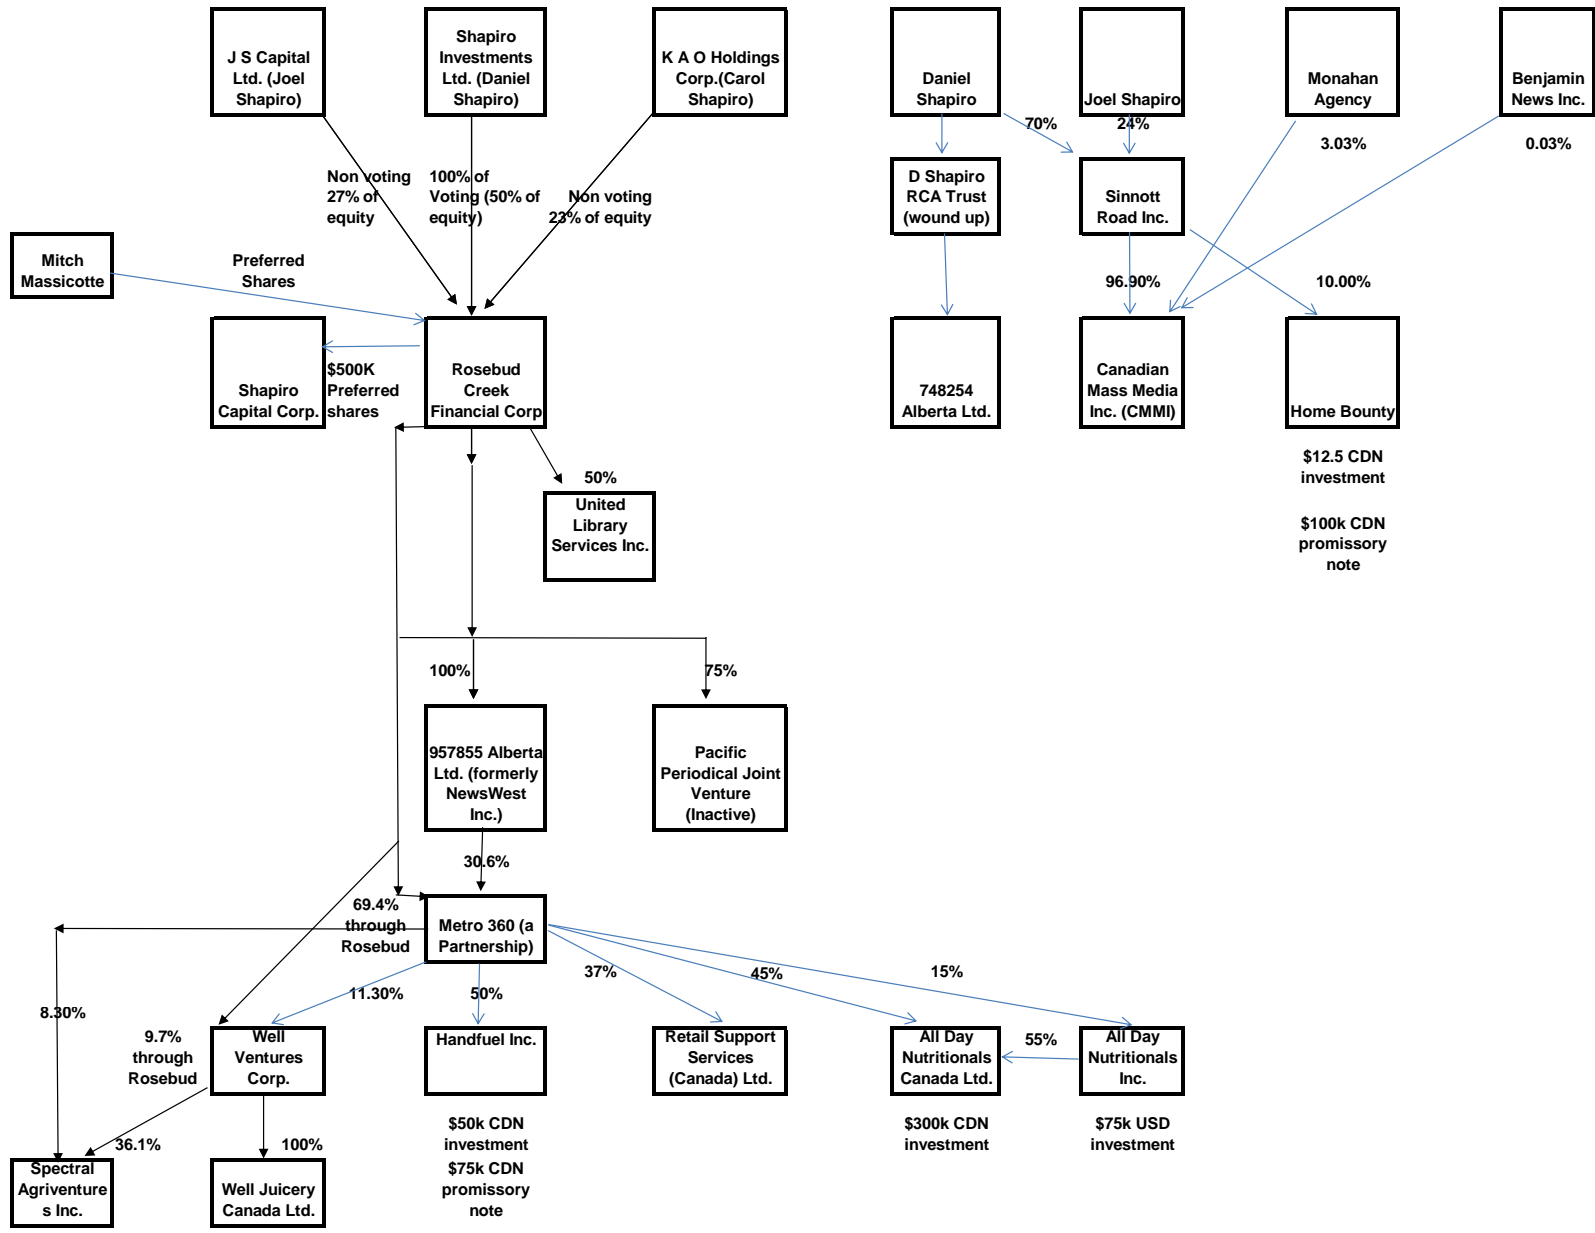 J S Capital
Ltd. (Joel
Shapiro)
Shapiro
Investments
Ltd. (Daniel
Shapiro)
K A O Holdings
Corp.(Carol
Shapiro)
Daniel
Shapiro
Joel Shapiro
Monahan
Agency
Benjamin
News Inc.
70%
24%
3.03%
0.03%
Non voting
27% of
equity
100% of
Voting (50% of
equity)
Non voting
23% of equity
D Shapiro
RCA Trust
(wound up)
Sinnott
Road Inc.
Mitch
Massicotte
Preferred
Shares
96.90%
10.00%
Shapiro
Capital Corp.
$500K
Preferred
shares
Rosebud
Creek
Financial Corp
748254
Alberta Ltd.
Canadian
Mass Media
Inc. (CMMI)
Home Bounty
$12.5 CDN
investment
$100k CDN
promissory
note
50%
United
Library
Services Inc.
100%
75%
957855 Alberta
Ltd. (formerly
NewsWest
Inc.)
Pacific
Periodical Joint
Venture
(Inactive)
30.6%
69.4%
through
Rosebud
Metro 360 (a
Partnership)
11.30%
50%
37%
45%
15%
8.30%
9.7%
through
Rosebud
Well
Ventures
Corp.
Handfuel Inc.
Retail Support
Services
(Canada) Ltd.
All Day
Nutritionals
Canada Ltd.
55%
All Day
Nutritionals
Inc.
36.1%
100%
$50k CDN
investment
$75k CDN
promissory
note
$300k CDN
investment
$75k USD
investment
Spectral
Agriventure
s Inc.
Well Juicery
Canada Ltd.